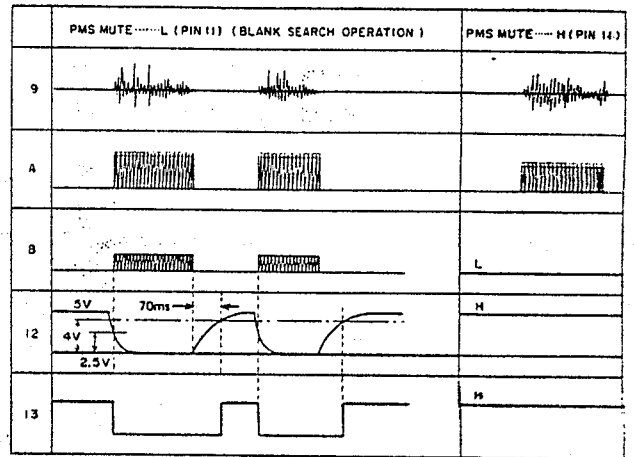 PMS MUTE······L (PIN 11) (BLANK SEARCH OPERATION)
PMS MUTE·····H (PIN 14)
9
A
B
L
12
5V
70ms
4V
2.5V
H
13
H